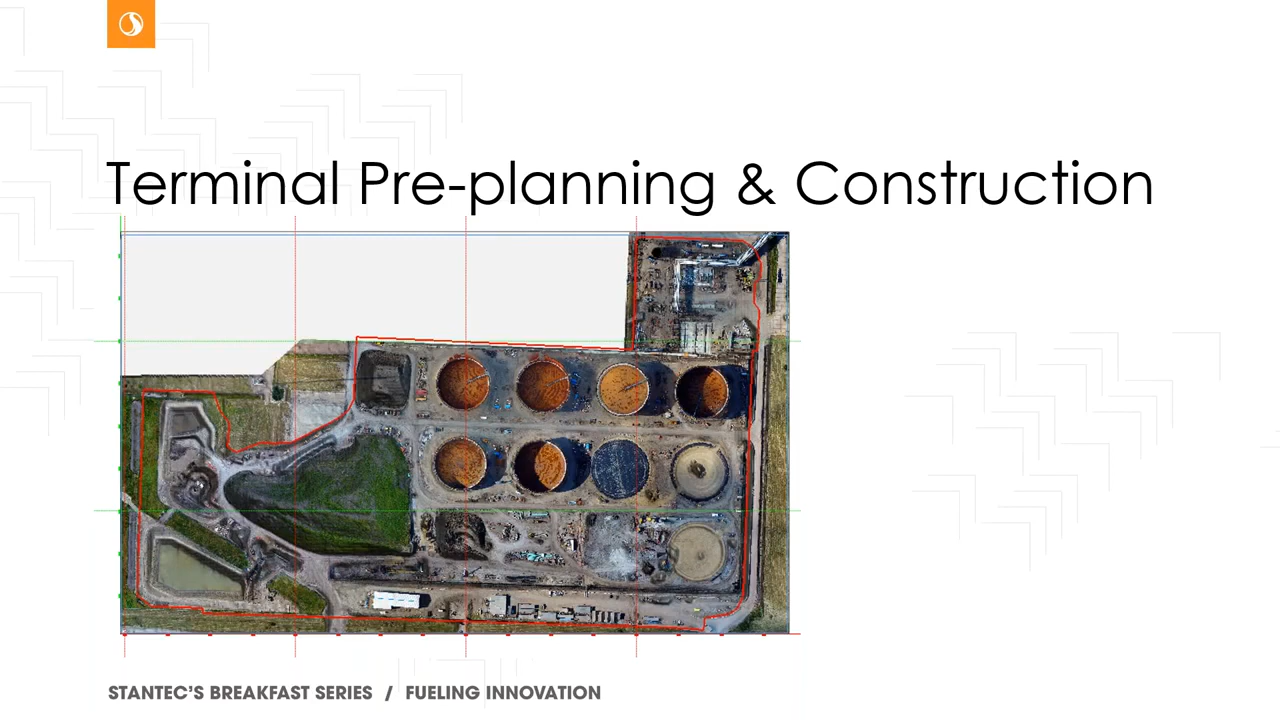 Terminal Pre-planning & Construction
STANTEC'S BREAKFAST SERIES / FUELING INNOVATION